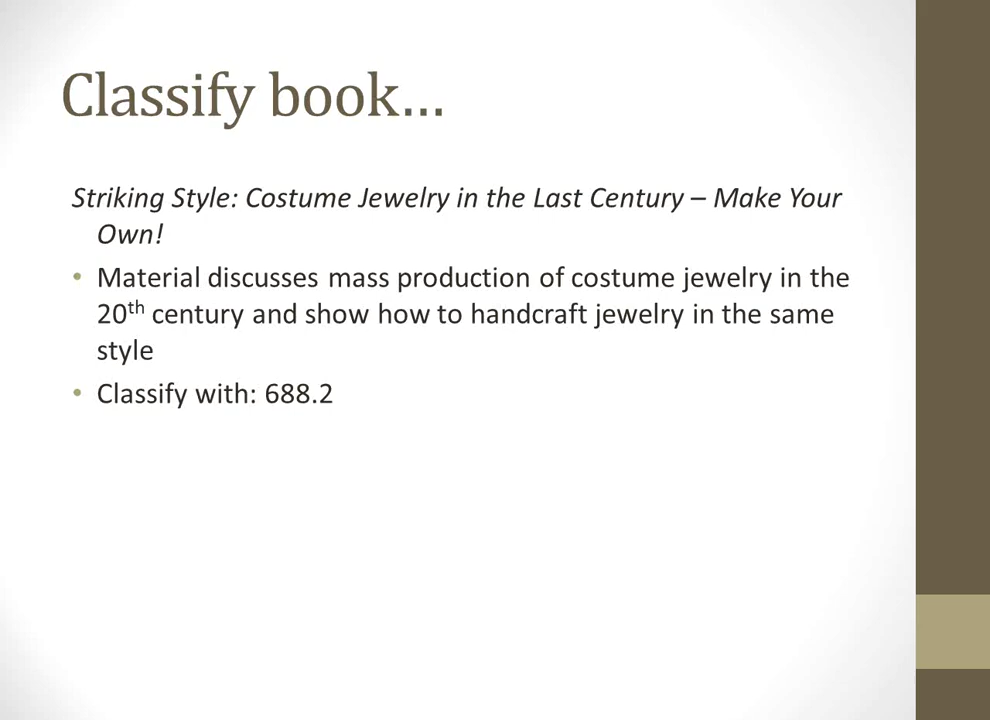 Classify book…
Striking Style: Costume Jewelry in the Last Century – Make Your
Own!
• Material discusses mass production of costume jewelry in the
20th century and show how to handcraft jewelry in the same
style
• Classify with: 688.2